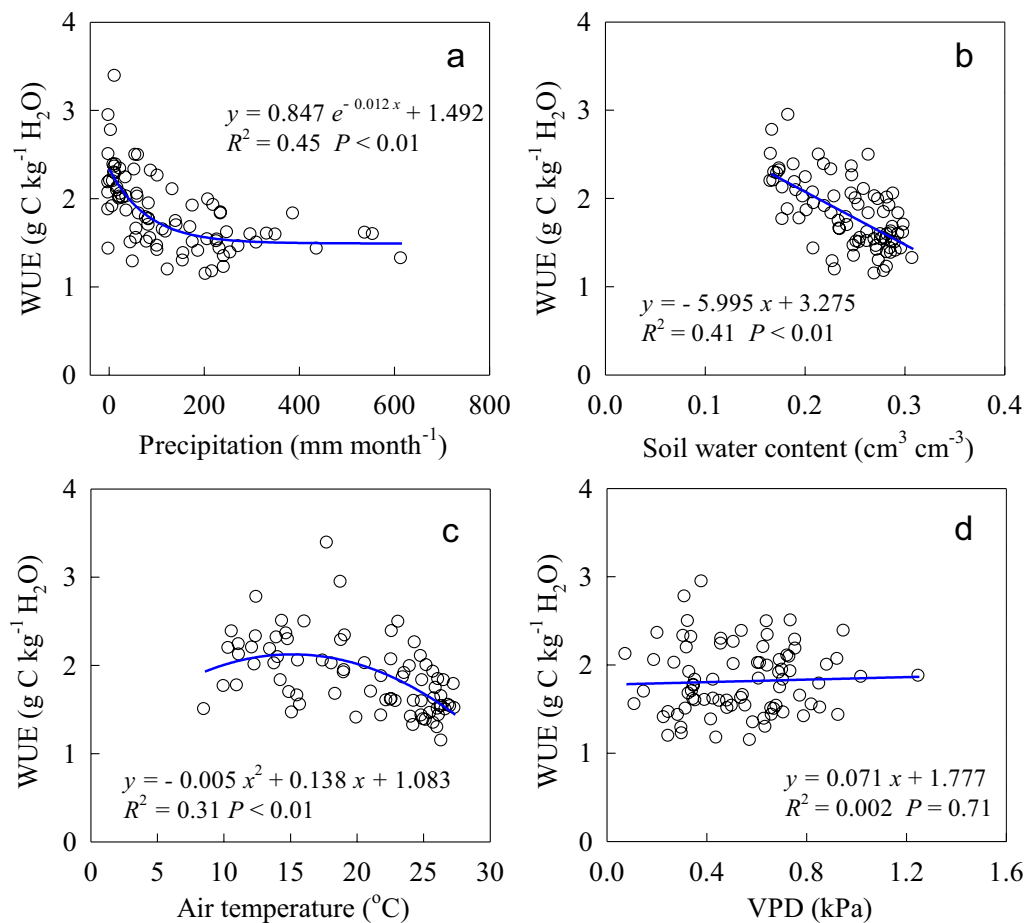 a
y = 0.847 e^{- 0.012 x} + 1.492
R² = 0.45 P < 0.01
WUE (g C kg⁻¹ H₂O)
4
3
2
1
0
0 200 400 600 800
Precipitation (mm month⁻¹)
b
y = - 5.995 x + 3.275
R² = 0.41 P < 0.01
WUE (g C kg⁻¹ H₂O)
4
3
2
1
0
0.0 0.2 0.3 0.4
Soil water content (cm³ cm⁻³)
c
y = - 0.005 x² + 0.138 x + 1.083
R² = 0.31 P < 0.01
WUE (g C kg⁻¹ H₂O)
4
3
2
1
0
0 5 10 15 20 25 30
Air temperature (°C)
d
y = 0.071 x + 1.777
R² = 0.002 P = 0.71
WUE (g C kg⁻¹ H₂O)
4
3
2
1
0
0.0 0.4 0.8 1.2 1.6
VPD (kPa)